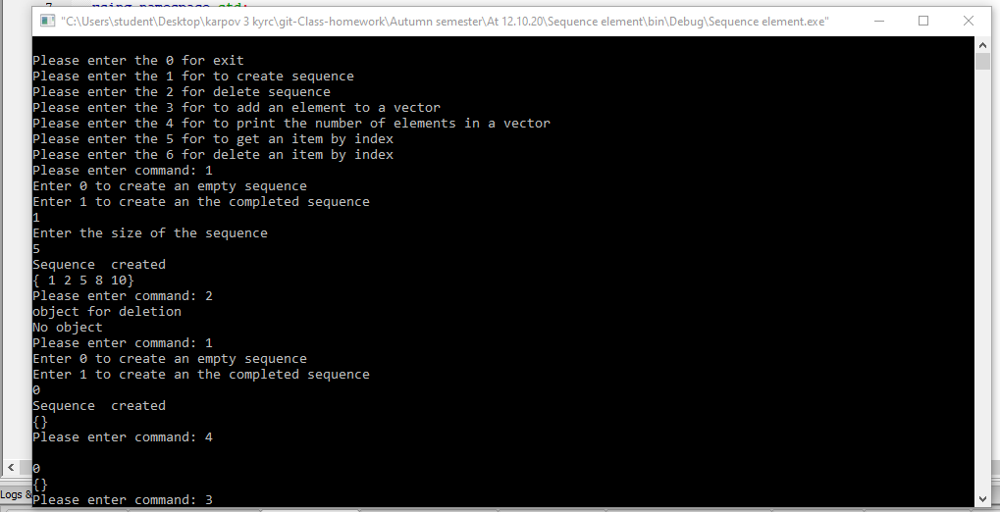 using namespace std;
"C:\Users\student\Desktop\karpov 3 kyrc\git-Class-homework\Autumn semester\At 12.10.20\Sequence element\bin\Debug\Sequence element.exe"
Please enter the 0 for exit
Please enter the 1 for to create sequence
Please enter the 2 for delete sequence
Please enter the 3 for to add an element to a vector
Please enter the 4 for to print the number of elements in a vector
Please enter the 5 for to get an item by index
Please enter the 6 for delete an item by index
Please enter command: 1
Enter 0 to create an empty sequence
Enter 1 to create an the completed sequence
1
Enter the size of the sequence
5
Sequence  created
{ 1 2 5 8 10}
Please enter command: 2
object for deletion
No object
Please enter command: 1
Enter 0 to create an empty sequence
Enter 1 to create an the completed sequence
0
Sequence  created
{}
Please enter command: 4
0
{}
Logs &
Please enter command: 3